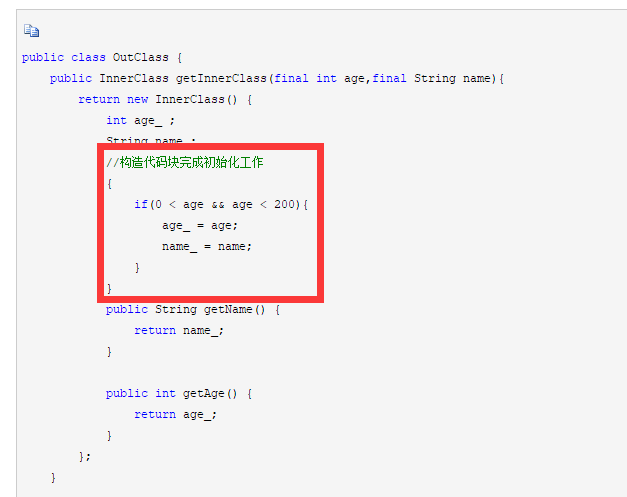 public class OutClass {
public InnerClass getInnerClass(final int age,final String name){
return new InnerClass() {
int age_ ;
String name_;
//构造代码块完成初始化工作
{
if(0 < age && age < 200){
age_ = age;
name_ = name;
}
}
public String getName() {
return name_;
}
public int getAge() {
return age_;
}
};
}